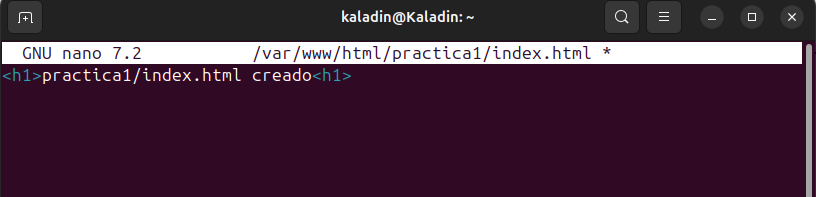 kaladin@Kaladin: ~
GNU nano 7.2 /var/www/html/practica1/index.html *
<h1>practica1/index.html creado<h1>